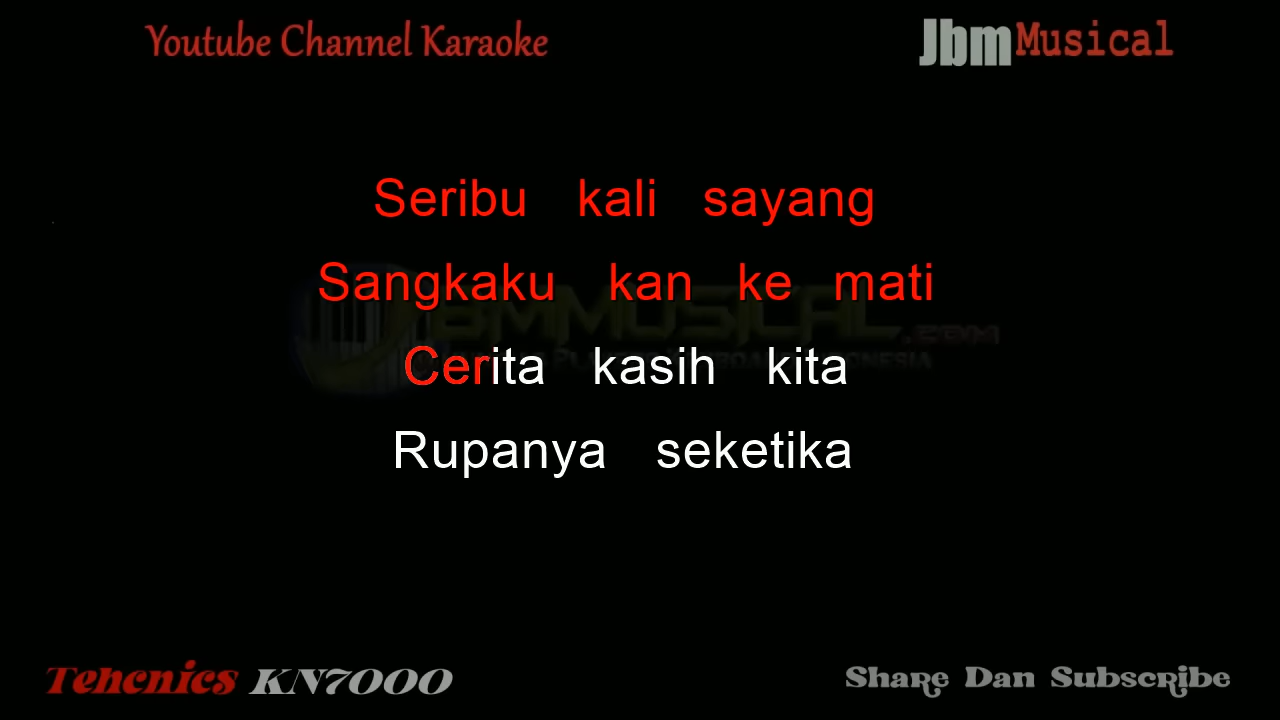 Youtube Channel Karaoke
JbmMusical
Seribu kali sayang
Sangkaku kan ke mati
Cerita kasih kita
Rupanya seketika
Tehcnics KN7000
Share Dan Subscribe